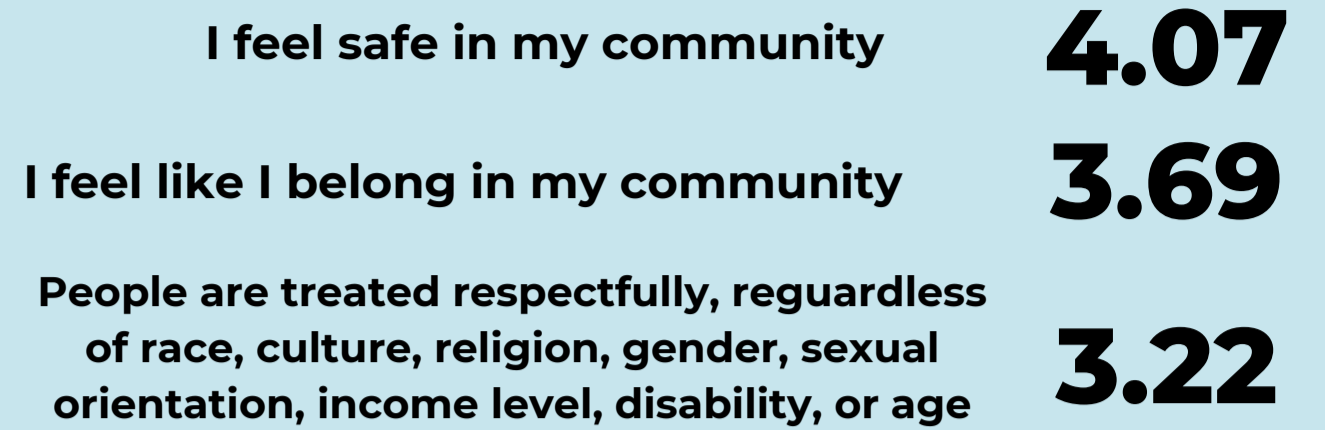 I feel safe in my community 4.07
I feel like I belong in my community 3.69
People are treated respectfully, reguardless
of race, culture, religion, gender, sexual
orientation, income level, disability, or age
3.22